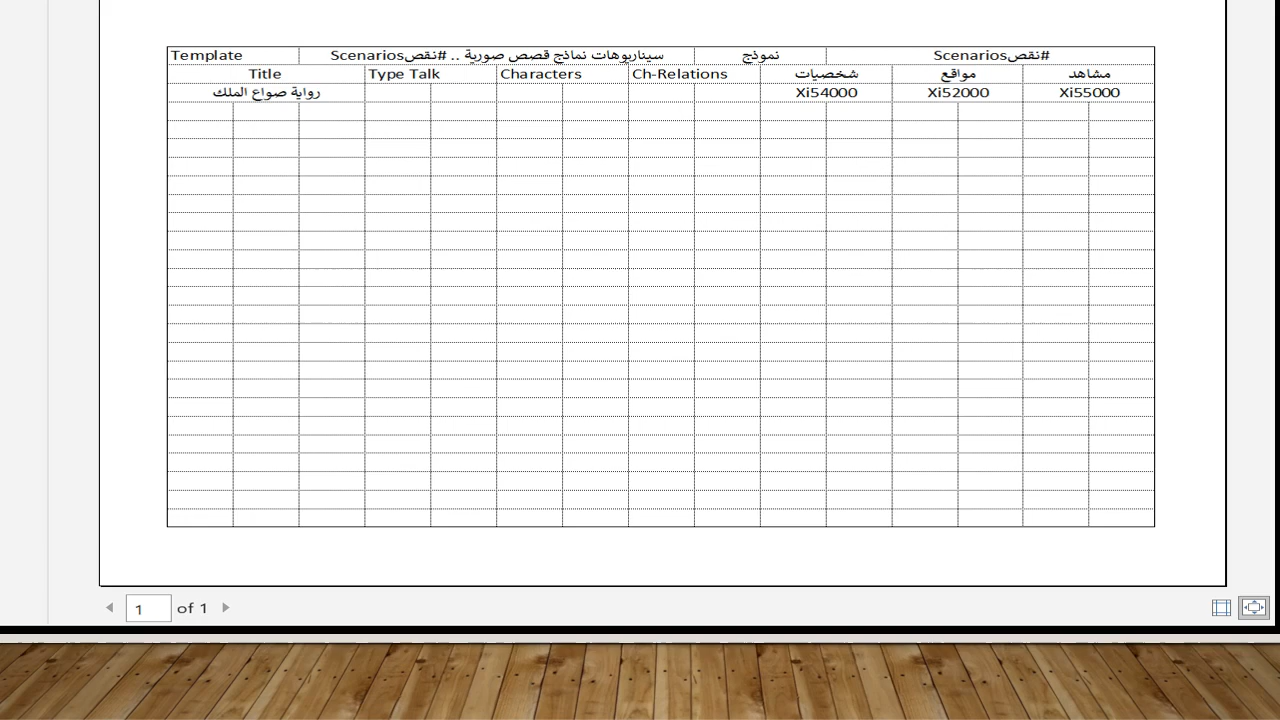 Template سيناريوهات نماذج قصص صورية .. #نقصScenarios نموذج #نقصScenarios
Title Type Talk Characters Ch-Relations شخصيات مواقع مشاهد
رواية صواع الملك Xi54000 Xi52000 Xi55000
1 of 1